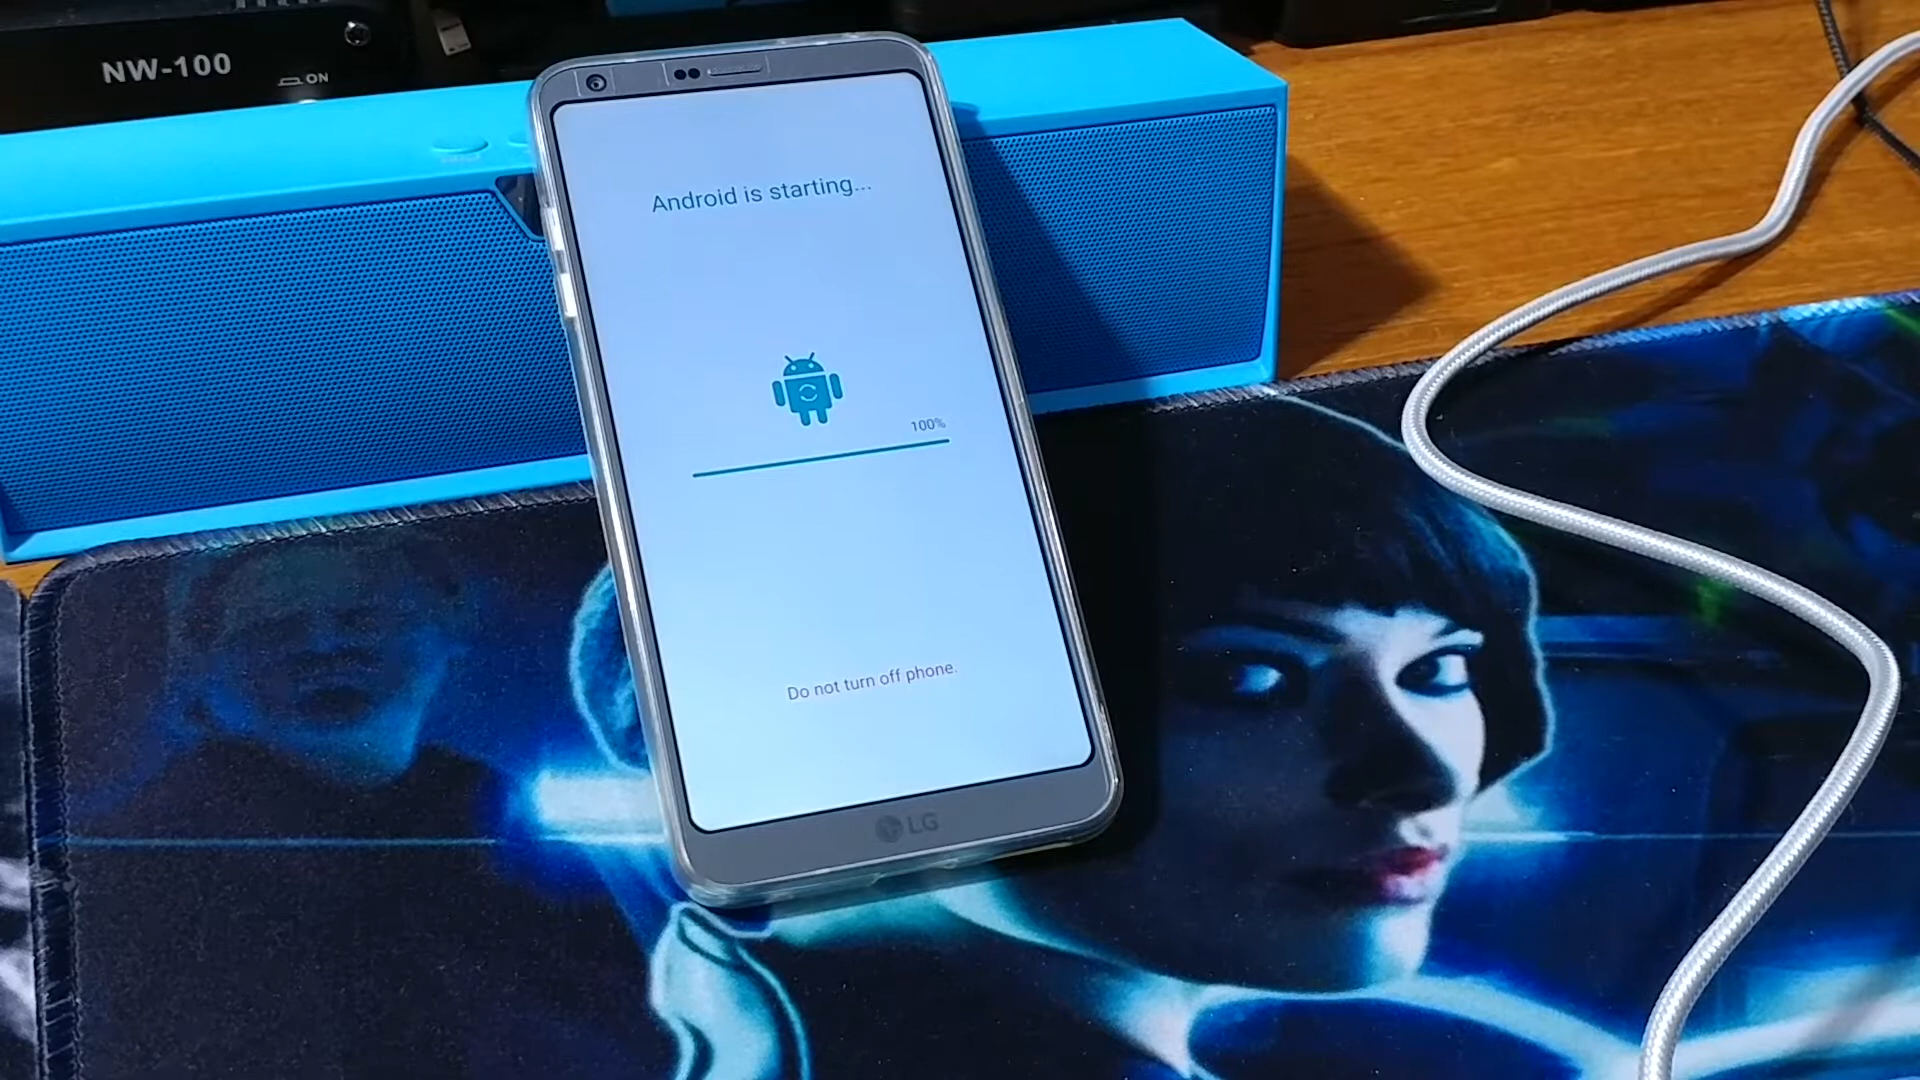 NW-100
ON
Android is starting...
100%
Do not turn off phone.
LG